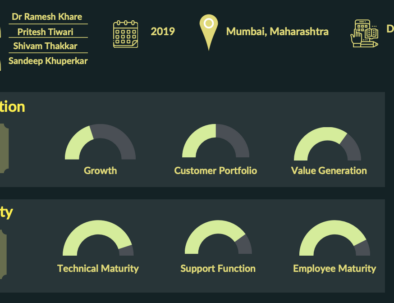 Dr Ramesh Khare
Pritesh Tiwari
Shivam Thakkar
Sandeep Khuperkar
2019
Mumbai, Maharashtra
D
tion
Growth
Customer Portfolio
Value Generation
ty
Technical Maturity
Support Function
Employee Maturity